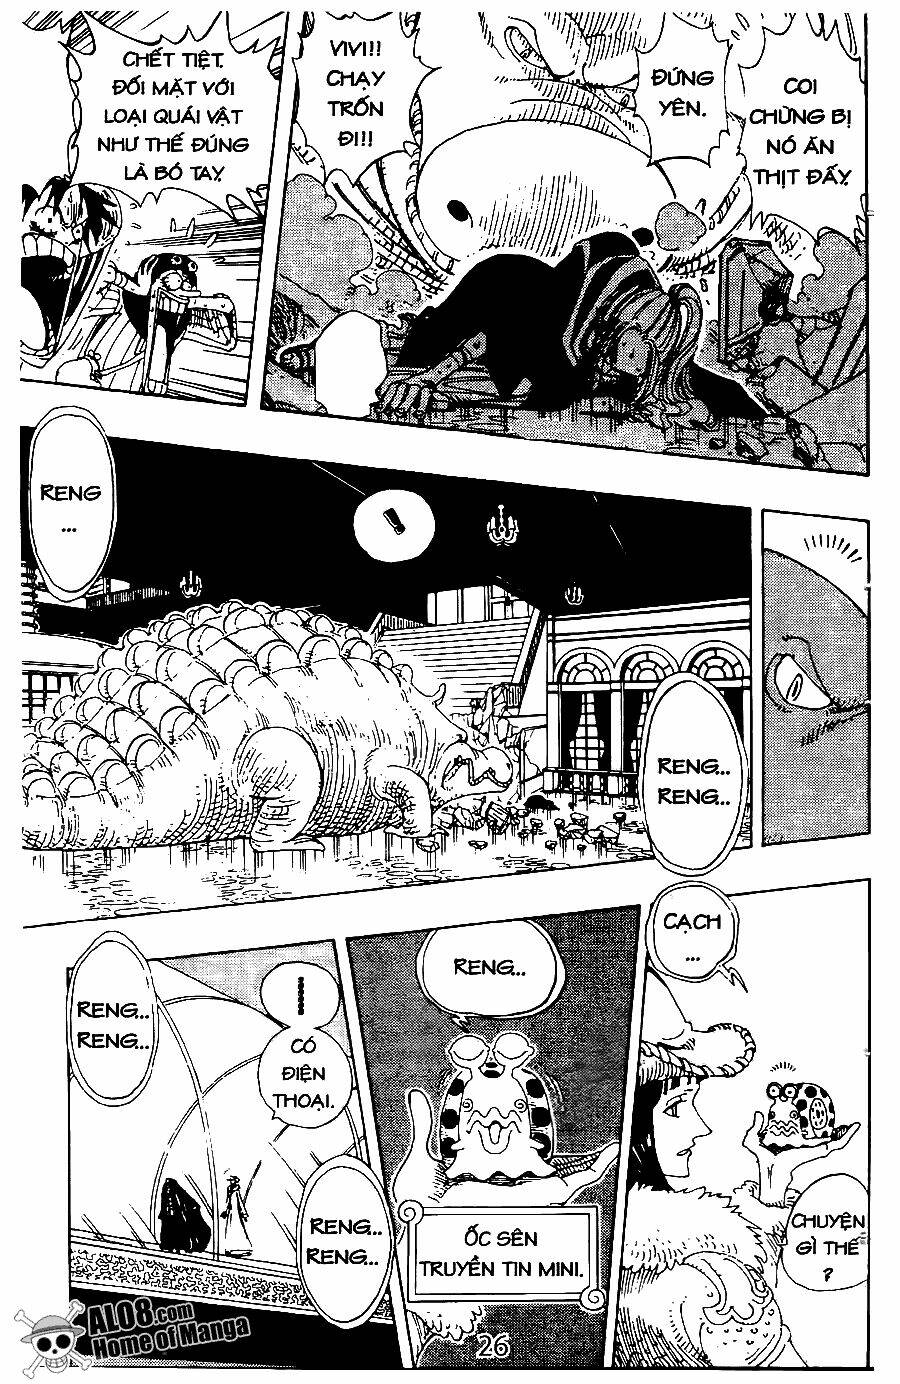 COI
CHỪNG BỊ
NÓ ĂN
THỊT ĐẤY.
ĐỨNG
YÊN.
VIVI!!
CHẠY
TRỐN
ĐI!!!
CHẾT TIỆT.
ĐỐI MẶT VỚI
LOẠI QUÁI VẬT
NHƯ THẾ ĐÚNG
LÀ BÓ TAY.
RENG
...
RENG...
RENG..
CẠCH
...
CHUYỆN
GÌ THẾ
?
RENG...
ỐC SÊN
TRUYỀN TIN MINI.
CÓ
ĐIỆN
THOẠI.
RENG...
RENG...
RENG...
RENG...
26
AL08.com
Home of Manga